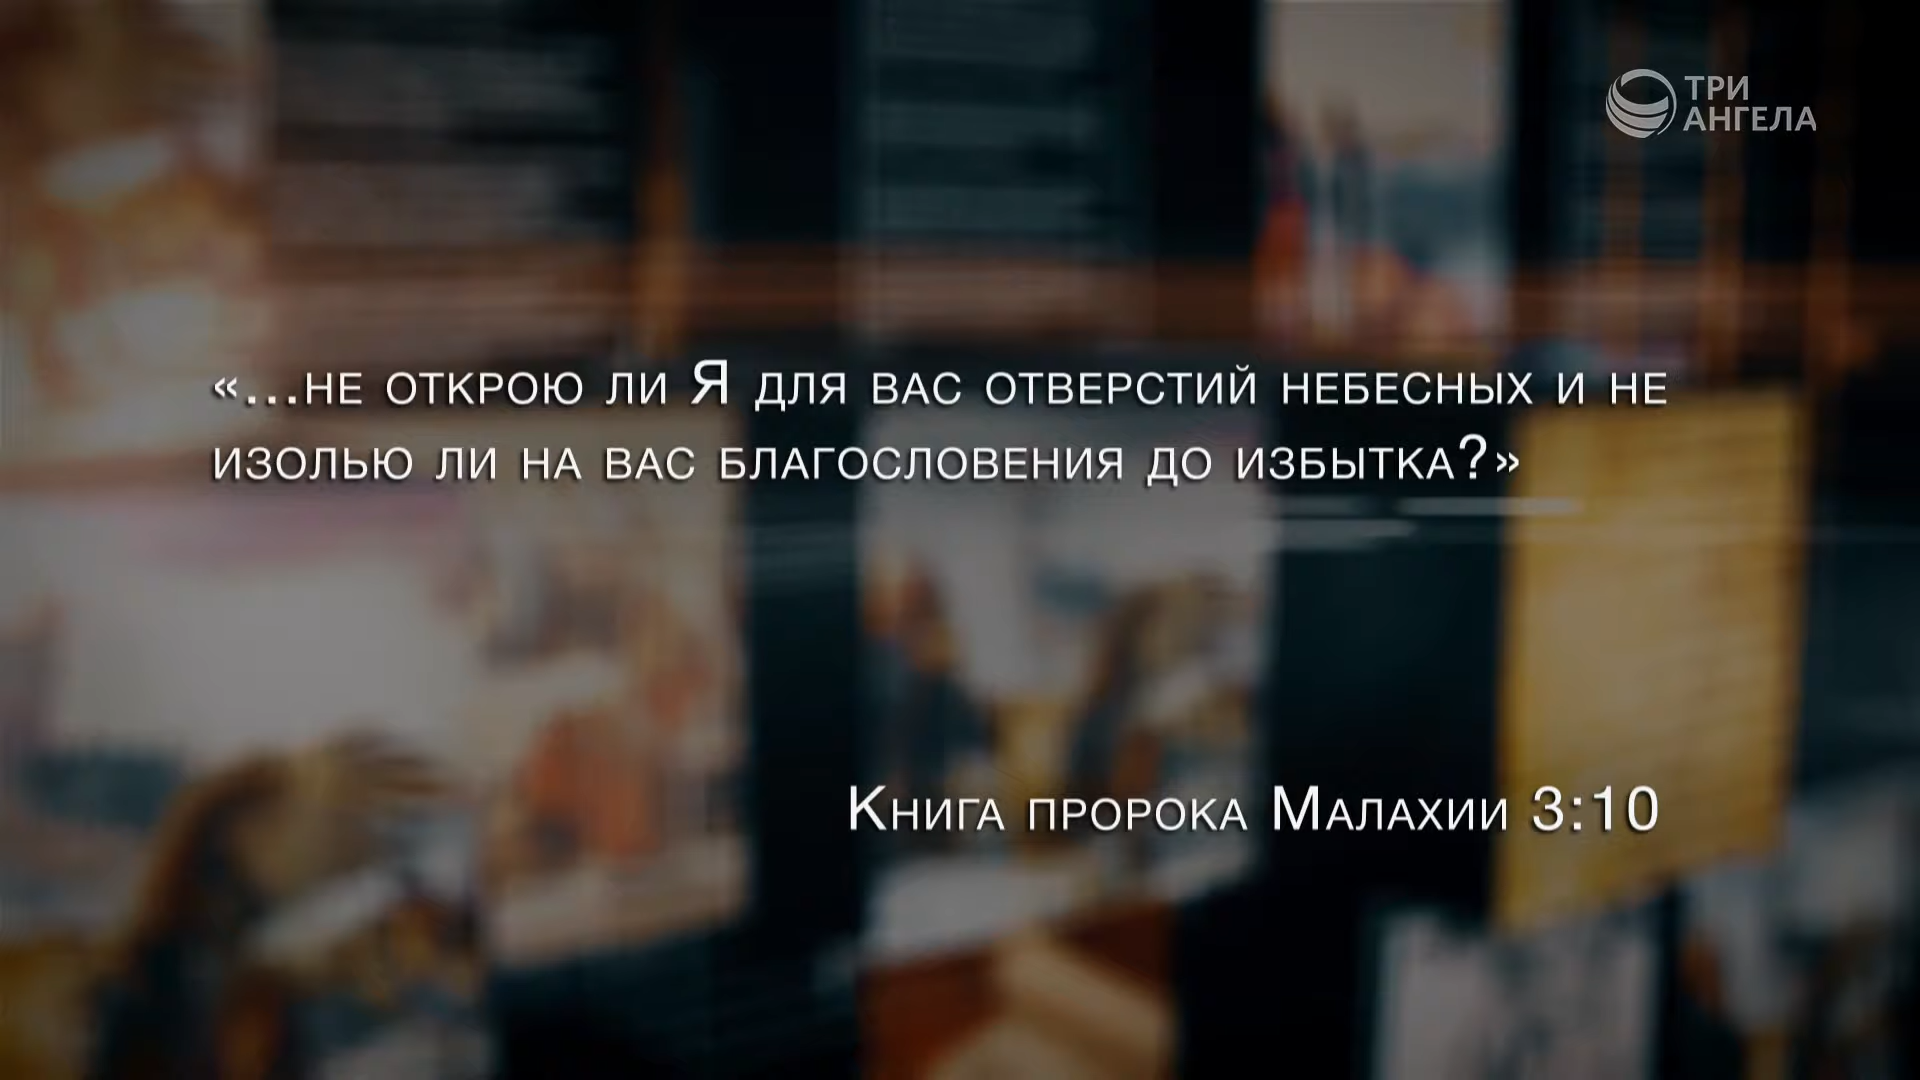 ТРИ
АНГЕЛА
«...не открою ли Я для вас отверстий небесных и не
изолью ли на вас благословения до избытка?»
Книга пророка Малахии 3:10